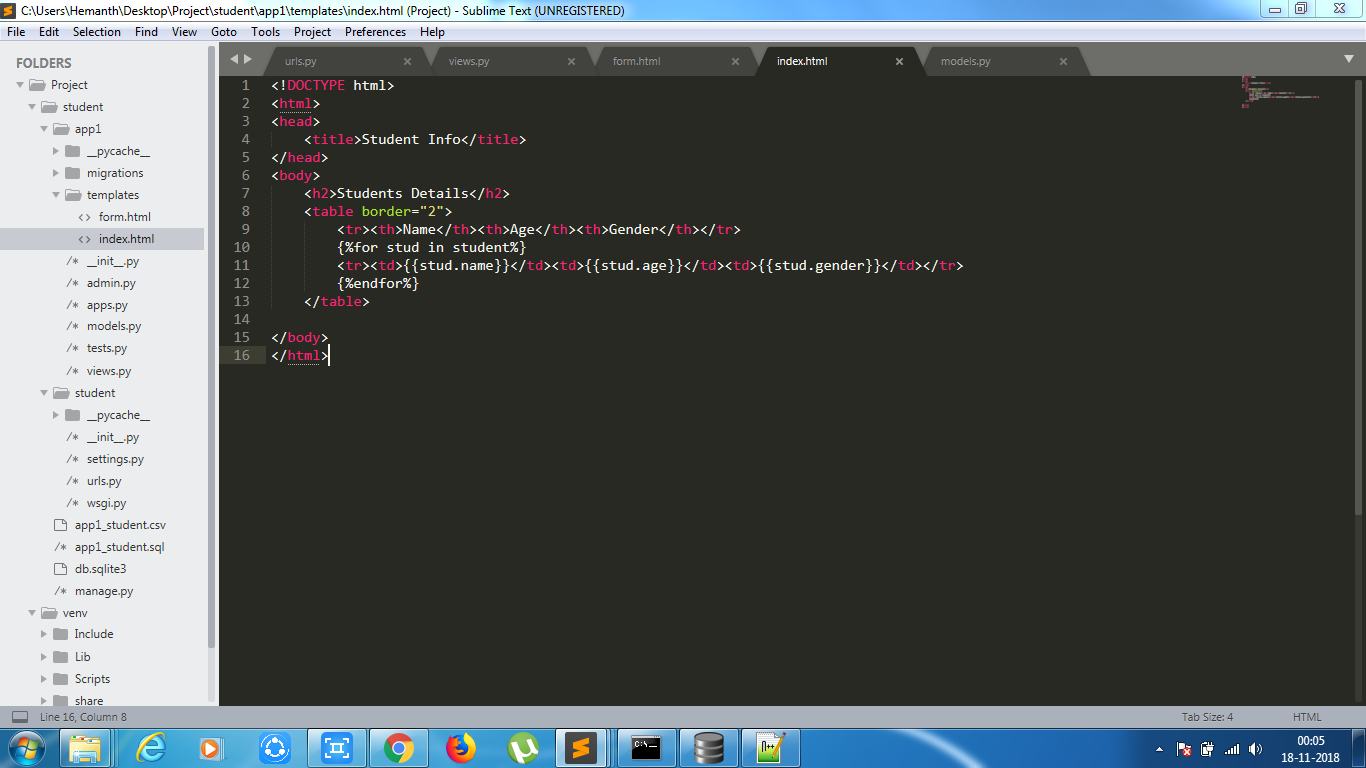 C:\Users\Hemanth\Desktop\Project\student\app1\templates\index.html (Project) - Sublime Text (UNREGISTERED)
File Edit Selection Find View Goto Tools Project Preferences Help
FOLDERS
Project
student
app1
__pycache__
migrations
templates
form.html
index.html
__init__.py
admin.py
apps.py
models.py
tests.py
views.py
student
__pycache__
__init__.py
settings.py
urls.py
wsgi.py
app1_student.csv
app1_student.sql
db.sqlite3
manage.py
venv
Include
Lib
Scripts
share
urls.py views.py form.html index.html models.py
1 <!DOCTYPE html>
2 <html>
3 <head>
4     <title>Student Info</title>
5 </head>
6 <body>
7     <h2>Students Details</h2>
8     <table border="2">
9         <tr><th>Name</th><th>Age</th><th>Gender</th></tr>
10         {%for stud in student%}
11         <tr><td>{{stud.name}}</td><td>{{stud.age}}</td><td>{{stud.gender}}</td></tr>
12         {%endfor%}
13     </table>
14
15 </body>
16 </html>
Line 16, Column 8 Tab Size: 4 HTML
00:05
18-11-2018